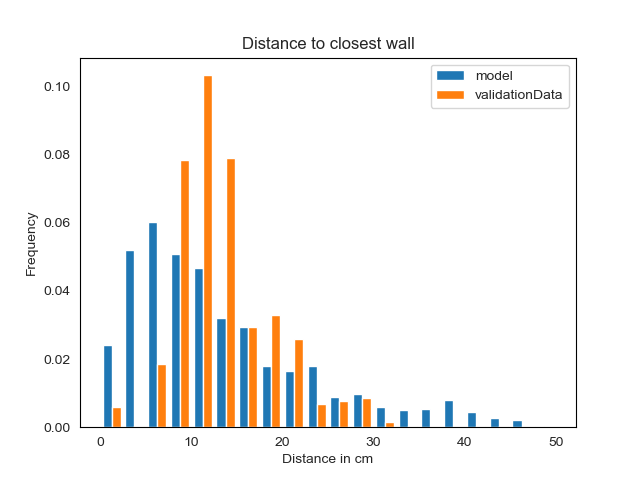 Distance to closest wall
model
validationData
Frequency
0.10
0.08
0.06
0.04
0.02
0.00
0 10 20 30 40 50
Distance in cm